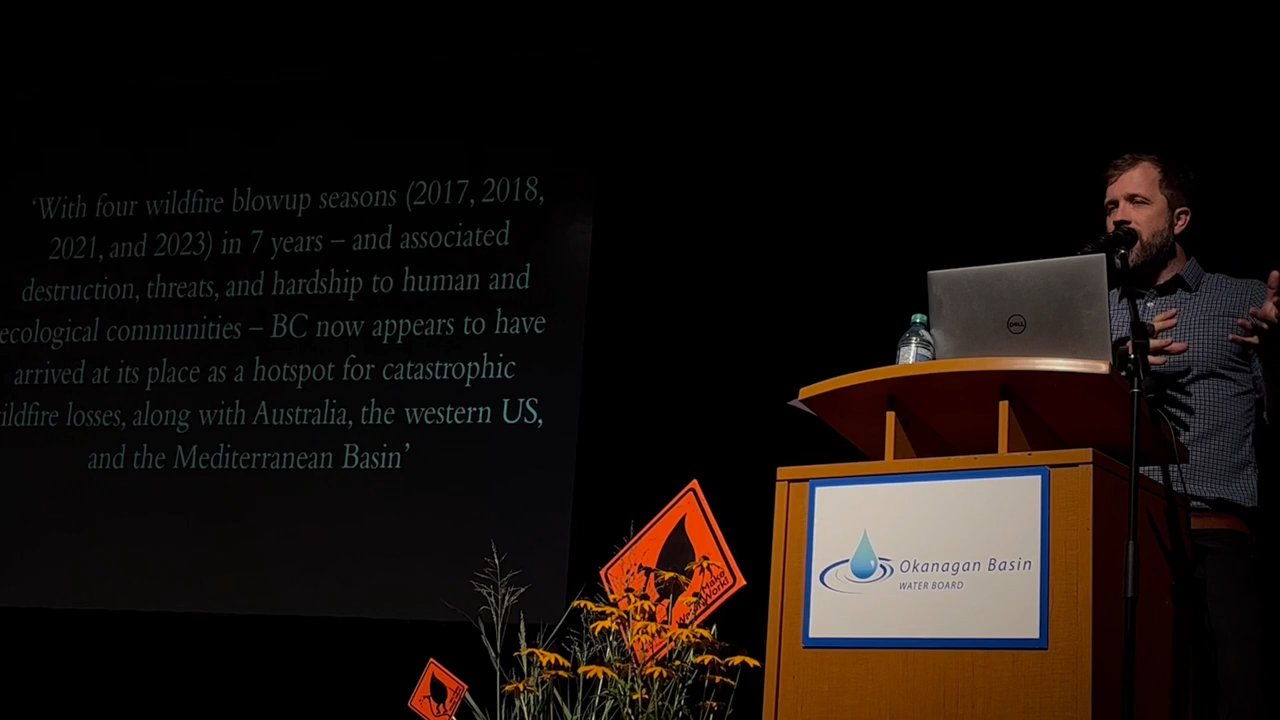 ‘With four wildfire blowup seasons (2017, 2018,
2021, and 2023) in 7 years – and associated
destruction, threats, and hardship to human and
ecological communities – BC now appears to have
arrived at its place as a hotspot for catastrophic
ildfire losses, along with Australia, the western US,
and the Mediterranean Basin’
DELL
Okanagan Basin
WATER BOARD
Make
WaterWork!